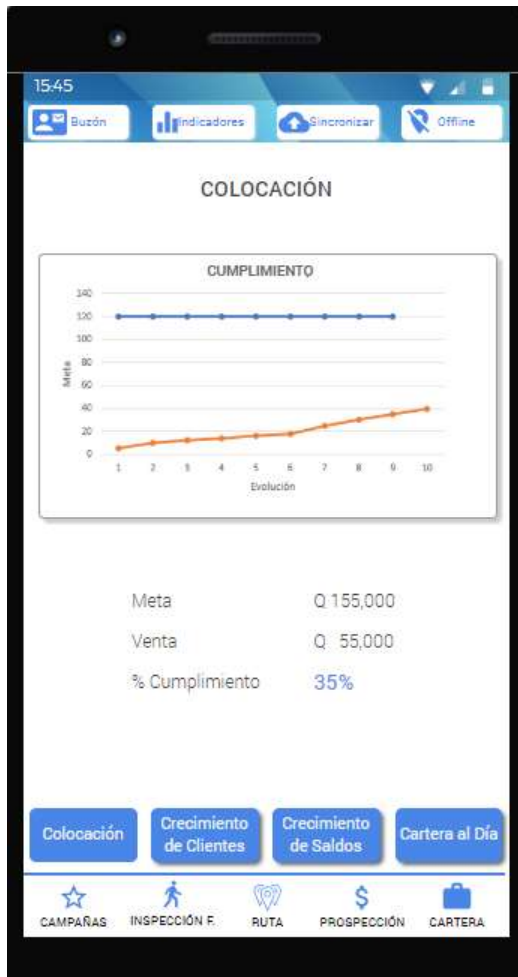 15:45
Buzón
Indicadores
Sincronizar
Offline
COLOCACIÓN
CUMPLIMIENTO
140
120
100
80
60
40
20
0
Meta
1 2 3 4 5 6 7 8 9 10
Evolución
Meta Q 155,000
Venta Q 55,000
% Cumplimiento 35%
Colocación
Crecimiento
de Clientes
Crecimiento
de Saldos
Cartera al Día
CAMPAÑAS
INSPECCIÓN F.
RUTA
PROSPECCIÓN
CARTERA